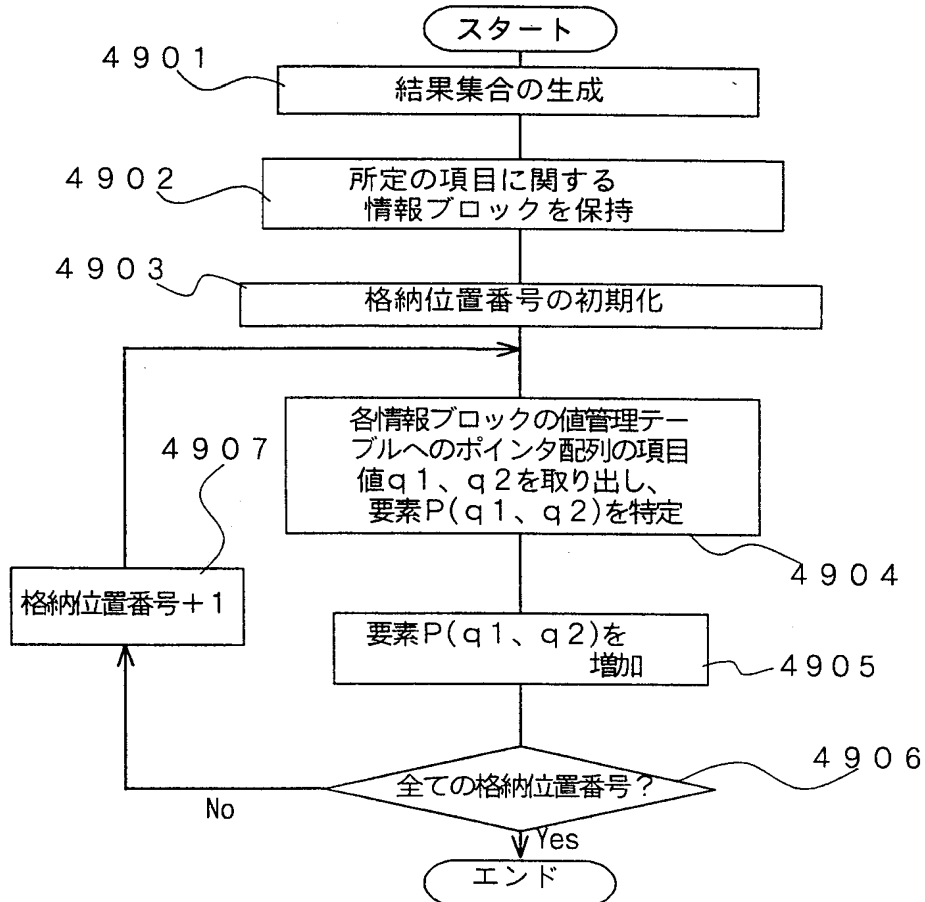 スタート
4901
結果集合の生成
4902
所定の項目に関する
情報ブロックを保持
4903
格納位置番号の初期化
各情報ブロックの値管理テー
ブルへのポインタ配列の項目
値q1、q2を取り出し、
要素P(q1、q2)を特定
4904
4907
格納位置番号+1
要素P(q1、q2)を
増加
4905
全ての格納位置番号?
4906
No
Yes
エンド